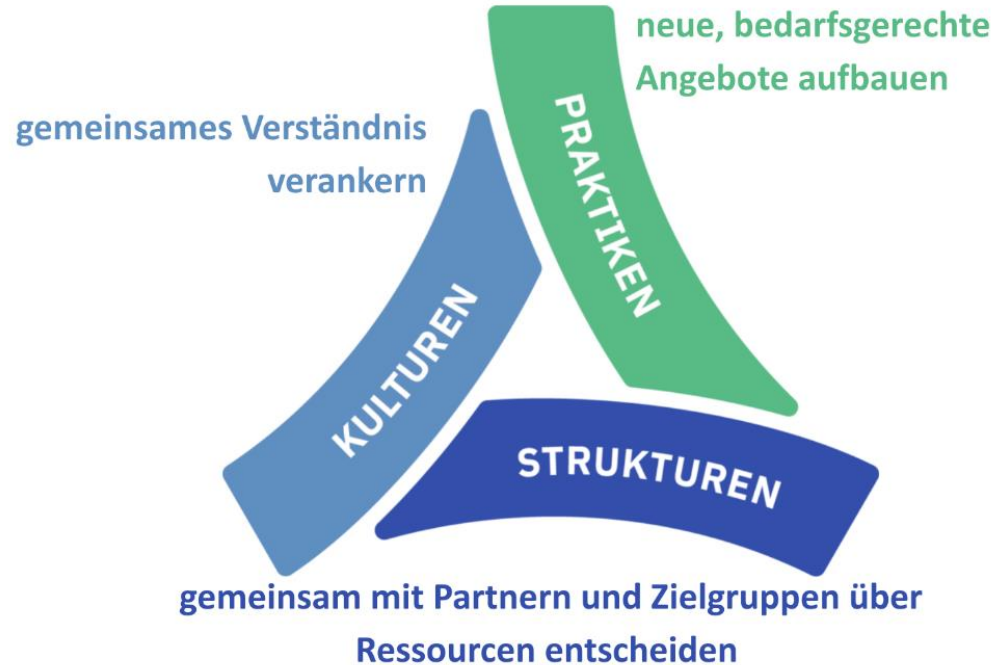 neue, bedarfsgerechte
Angebote aufbauen
PRAKTIKEN
gemeinsames Verständnis
verankern
KULTUREN
STRUKTUREN
gemeinsam mit Partnern und Zielgruppen über
Ressourcen entscheiden